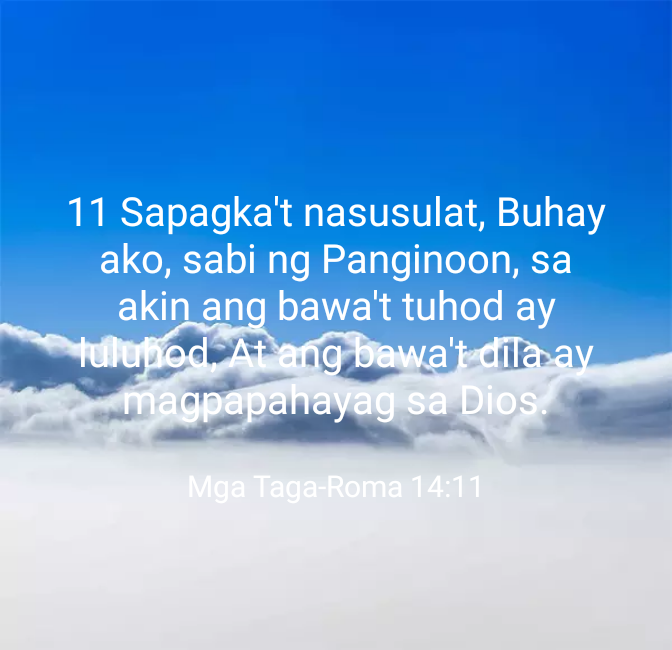 11 Sapagka't nasusulat, Buhay
ako, sabi ng Panginoon, sa
akin ang bawa't tuhod ay
luluhod, At ang bawa't dila ay
magpapahayag sa Dios.
Mga Taga-Roma 14:11